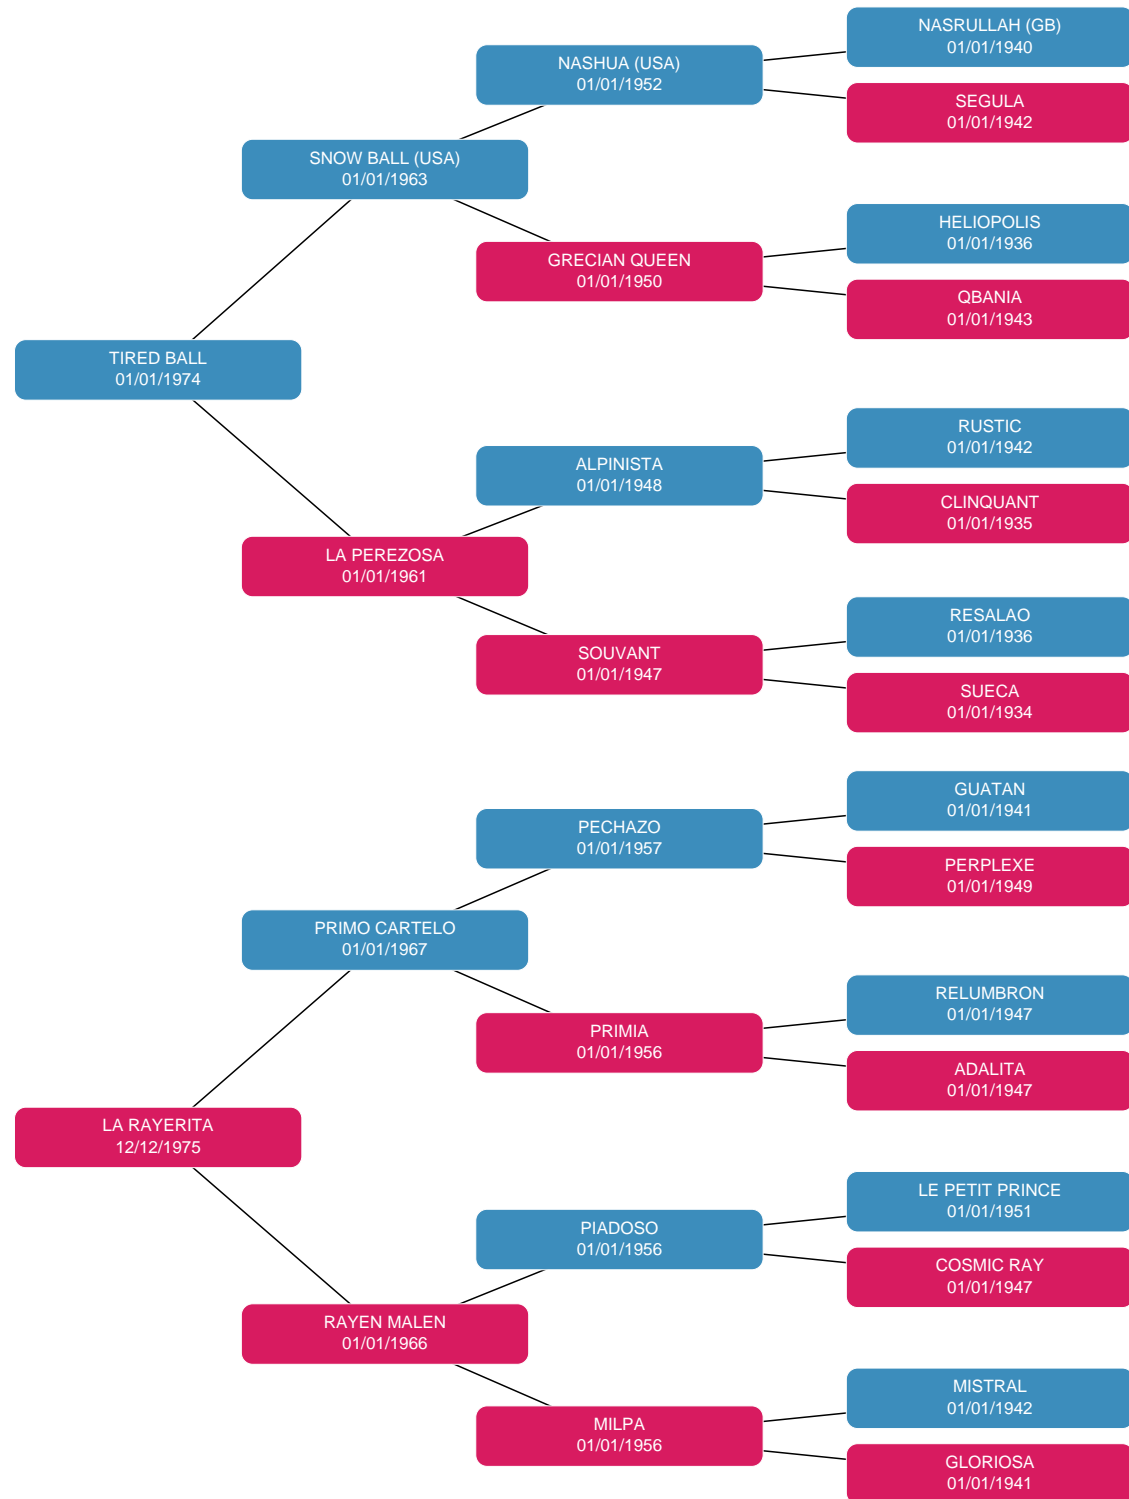 NASRULLAH (GB)
01/01/1940
NASHUA (USA)
01/01/1952
SEGULA
01/01/1942
SNOW BALL (USA)
01/01/1963
HELIOPOLIS
01/01/1936
GRECIAN QUEEN
01/01/1950
QBANIA
01/01/1943
TIRED BALL
01/01/1974
RUSTIC
01/01/1942
ALPINISTA
01/01/1948
CLINQUANT
01/01/1935
LA PEREZOSA
01/01/1961
RESALAO
01/01/1936
SOUVANT
01/01/1947
SUECA
01/01/1934
GUATAN
01/01/1941
PECHAZO
01/01/1957
PERPLEXE
01/01/1949
PRIMO CARTELO
01/01/1967
RELUMBRON
01/01/1947
PRIMIA
01/01/1956
ADALITA
01/01/1947
LA RAYERITA
12/12/1975
LE PETIT PRINCE
01/01/1951
PIADOSO
01/01/1956
COSMIC RAY
01/01/1947
RAYEN MALEN
01/01/1966
MISTRAL
01/01/1942
MILPA
01/01/1956
GLORIOSA
01/01/1941